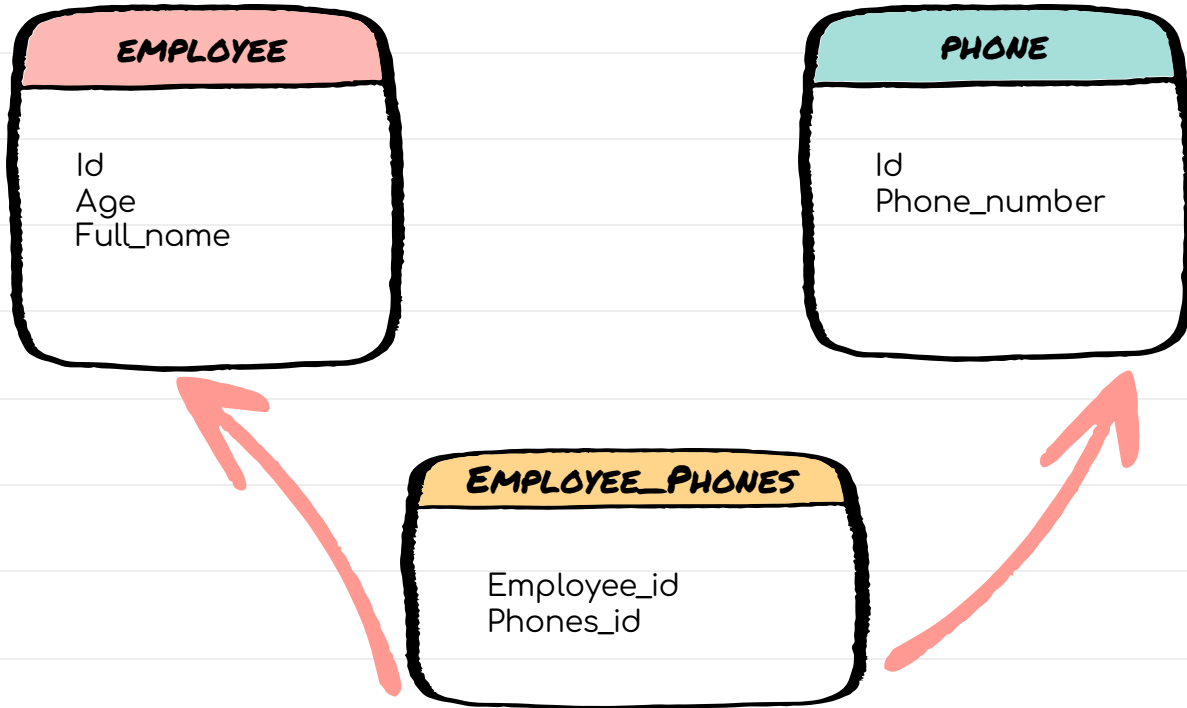 EMPLOYEE
Id
Age
Full_name
PHONE
Id
Phone_number
EMPLOYEE_PHONES
Employee_id
Phones_id